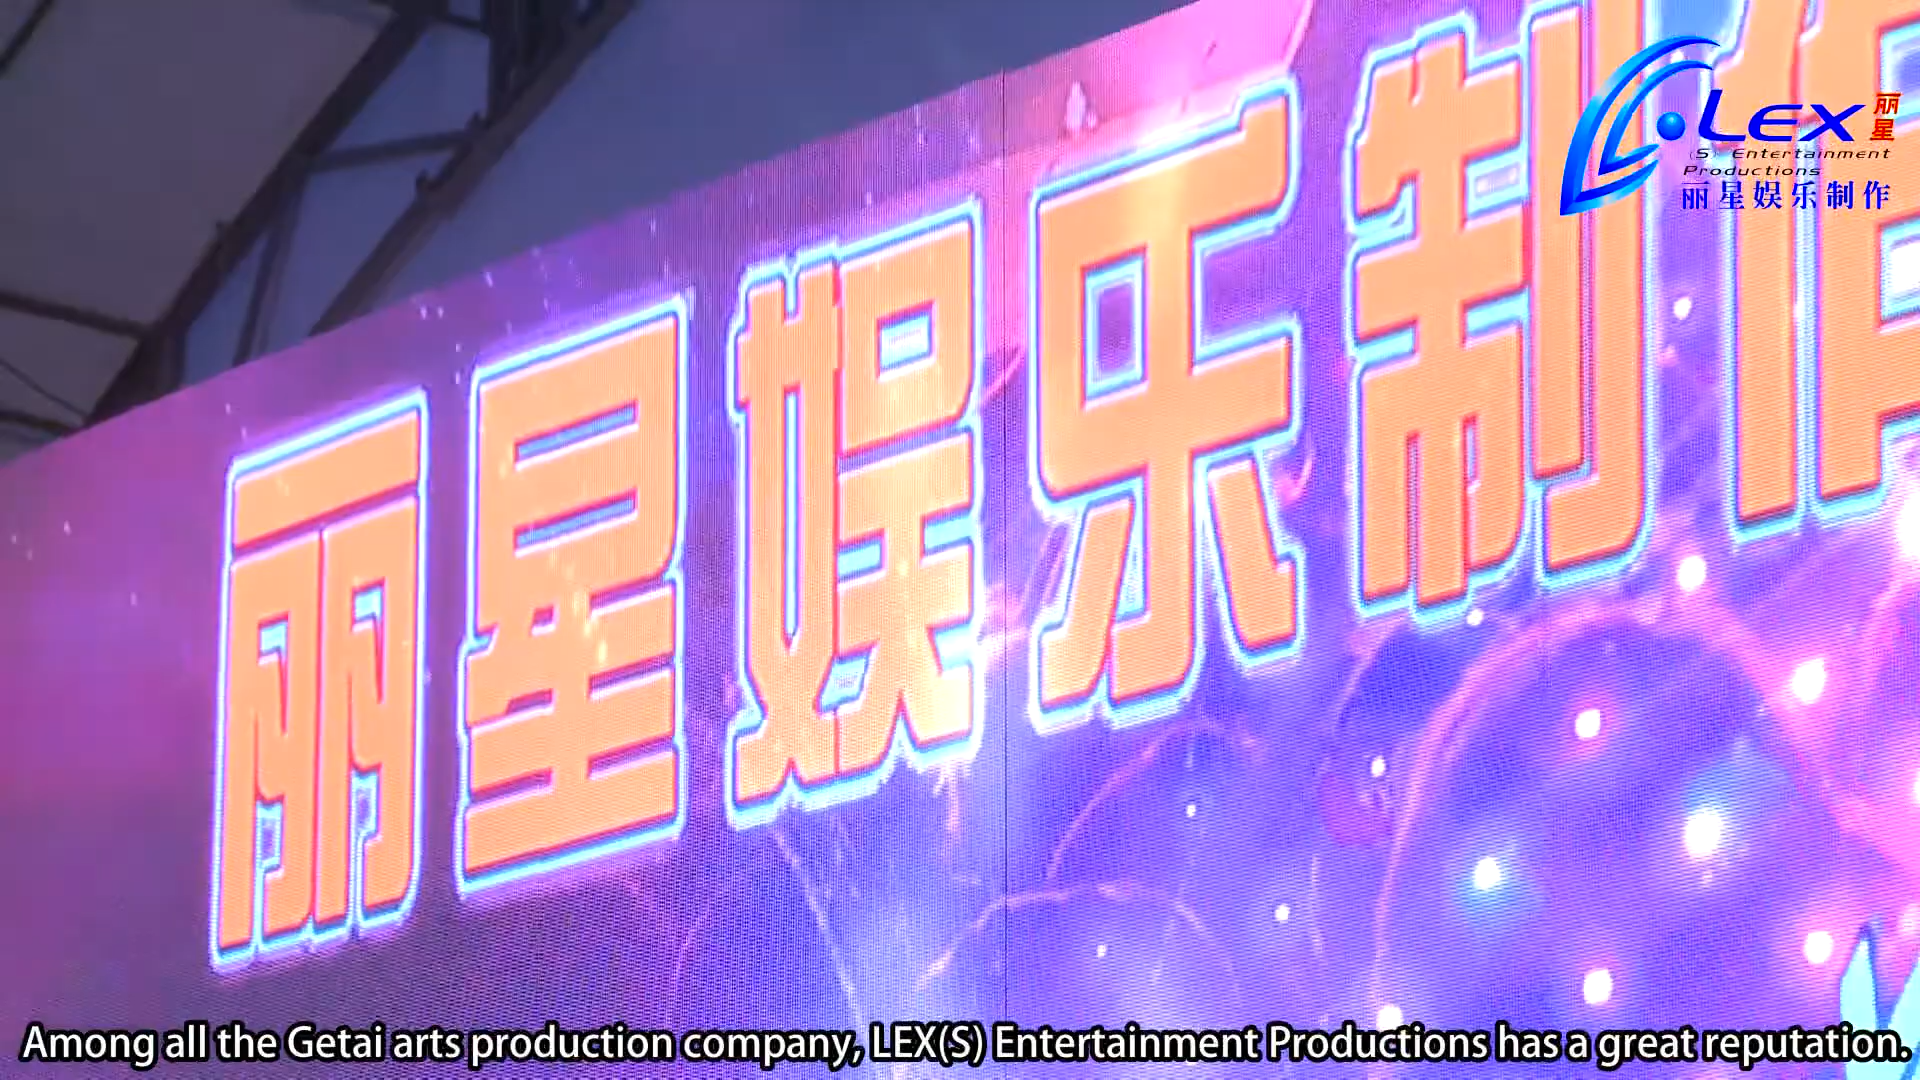 丽星娱乐制作
LEX 丽星
(S) Entertainment
Productions
丽星娱乐制作
Among all the Getai arts production company, LEX(S) Entertainment Productions has a great reputation.